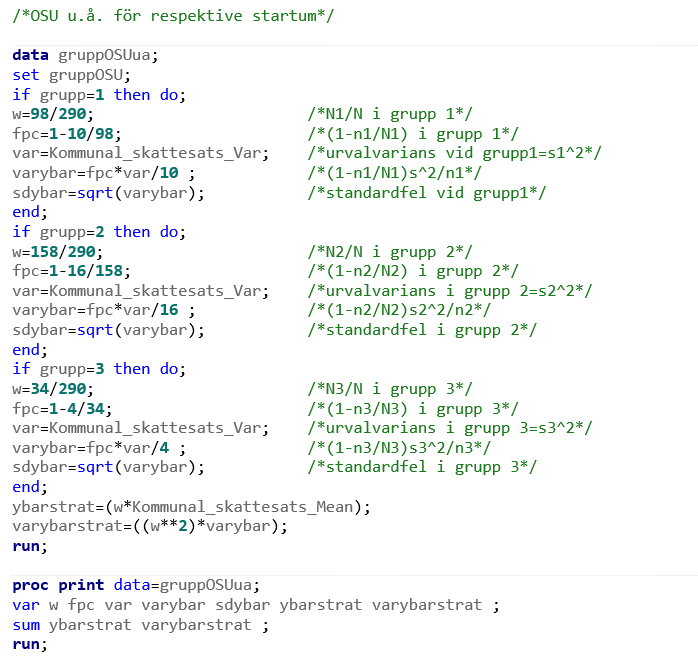 /*OSU u.å. för respektive startum*/
data gruppOSUua;
set gruppOSU;
if grupp=1 then do;
w=98/290; /*N1/N i grupp 1*/
fpc=1-10/98; /*(1-n1/N1) i grupp 1*/
var=Kommunal_skattesats_Var; /*urvalvarians vid grupp1=s1^2*/
varybar=fpc*var/10 ; /*(1-n1/N1)s^2/n1*/
sdybar=sqrt(varybar); /*standardfel vid grupp1*/
end;
if grupp=2 then do;
w=158/290; /*N2/N i grupp 2*/
fpc=1-16/158; /*(1-n2/N2) i grupp 2*/
var=Kommunal_skattesats_Var; /*urvalvarians i grupp 2=s2^2*/
varybar=fpc*var/16 ; /*(1-n2/N2)s2^2/n2*/
sdybar=sqrt(varybar); /*standardfel i grupp 2*/
end;
if grupp=3 then do;
w=34/290; /*N3/N i grupp 3*/
fpc=1-4/34; /*(1-n3/N3) i grupp 3*/
var=Kommunal_skattesats_Var; /*urvalvarians i grupp 3=s3^2*/
varybar=fpc*var/4 ; /*(1-n3/N3)s3^2/n3*/
sdybar=sqrt(varybar); /*standardfel i grupp 3*/
end;
ybarstrat=(w*Kommunal_skattesats_Mean);
varybarstrat=((w**2)*varybar);
run;
proc print data=gruppOSUua;
var w fpc var varybar sdybar ybarstrat varybarstrat ;
sum ybarstrat varybarstrat ;
run;